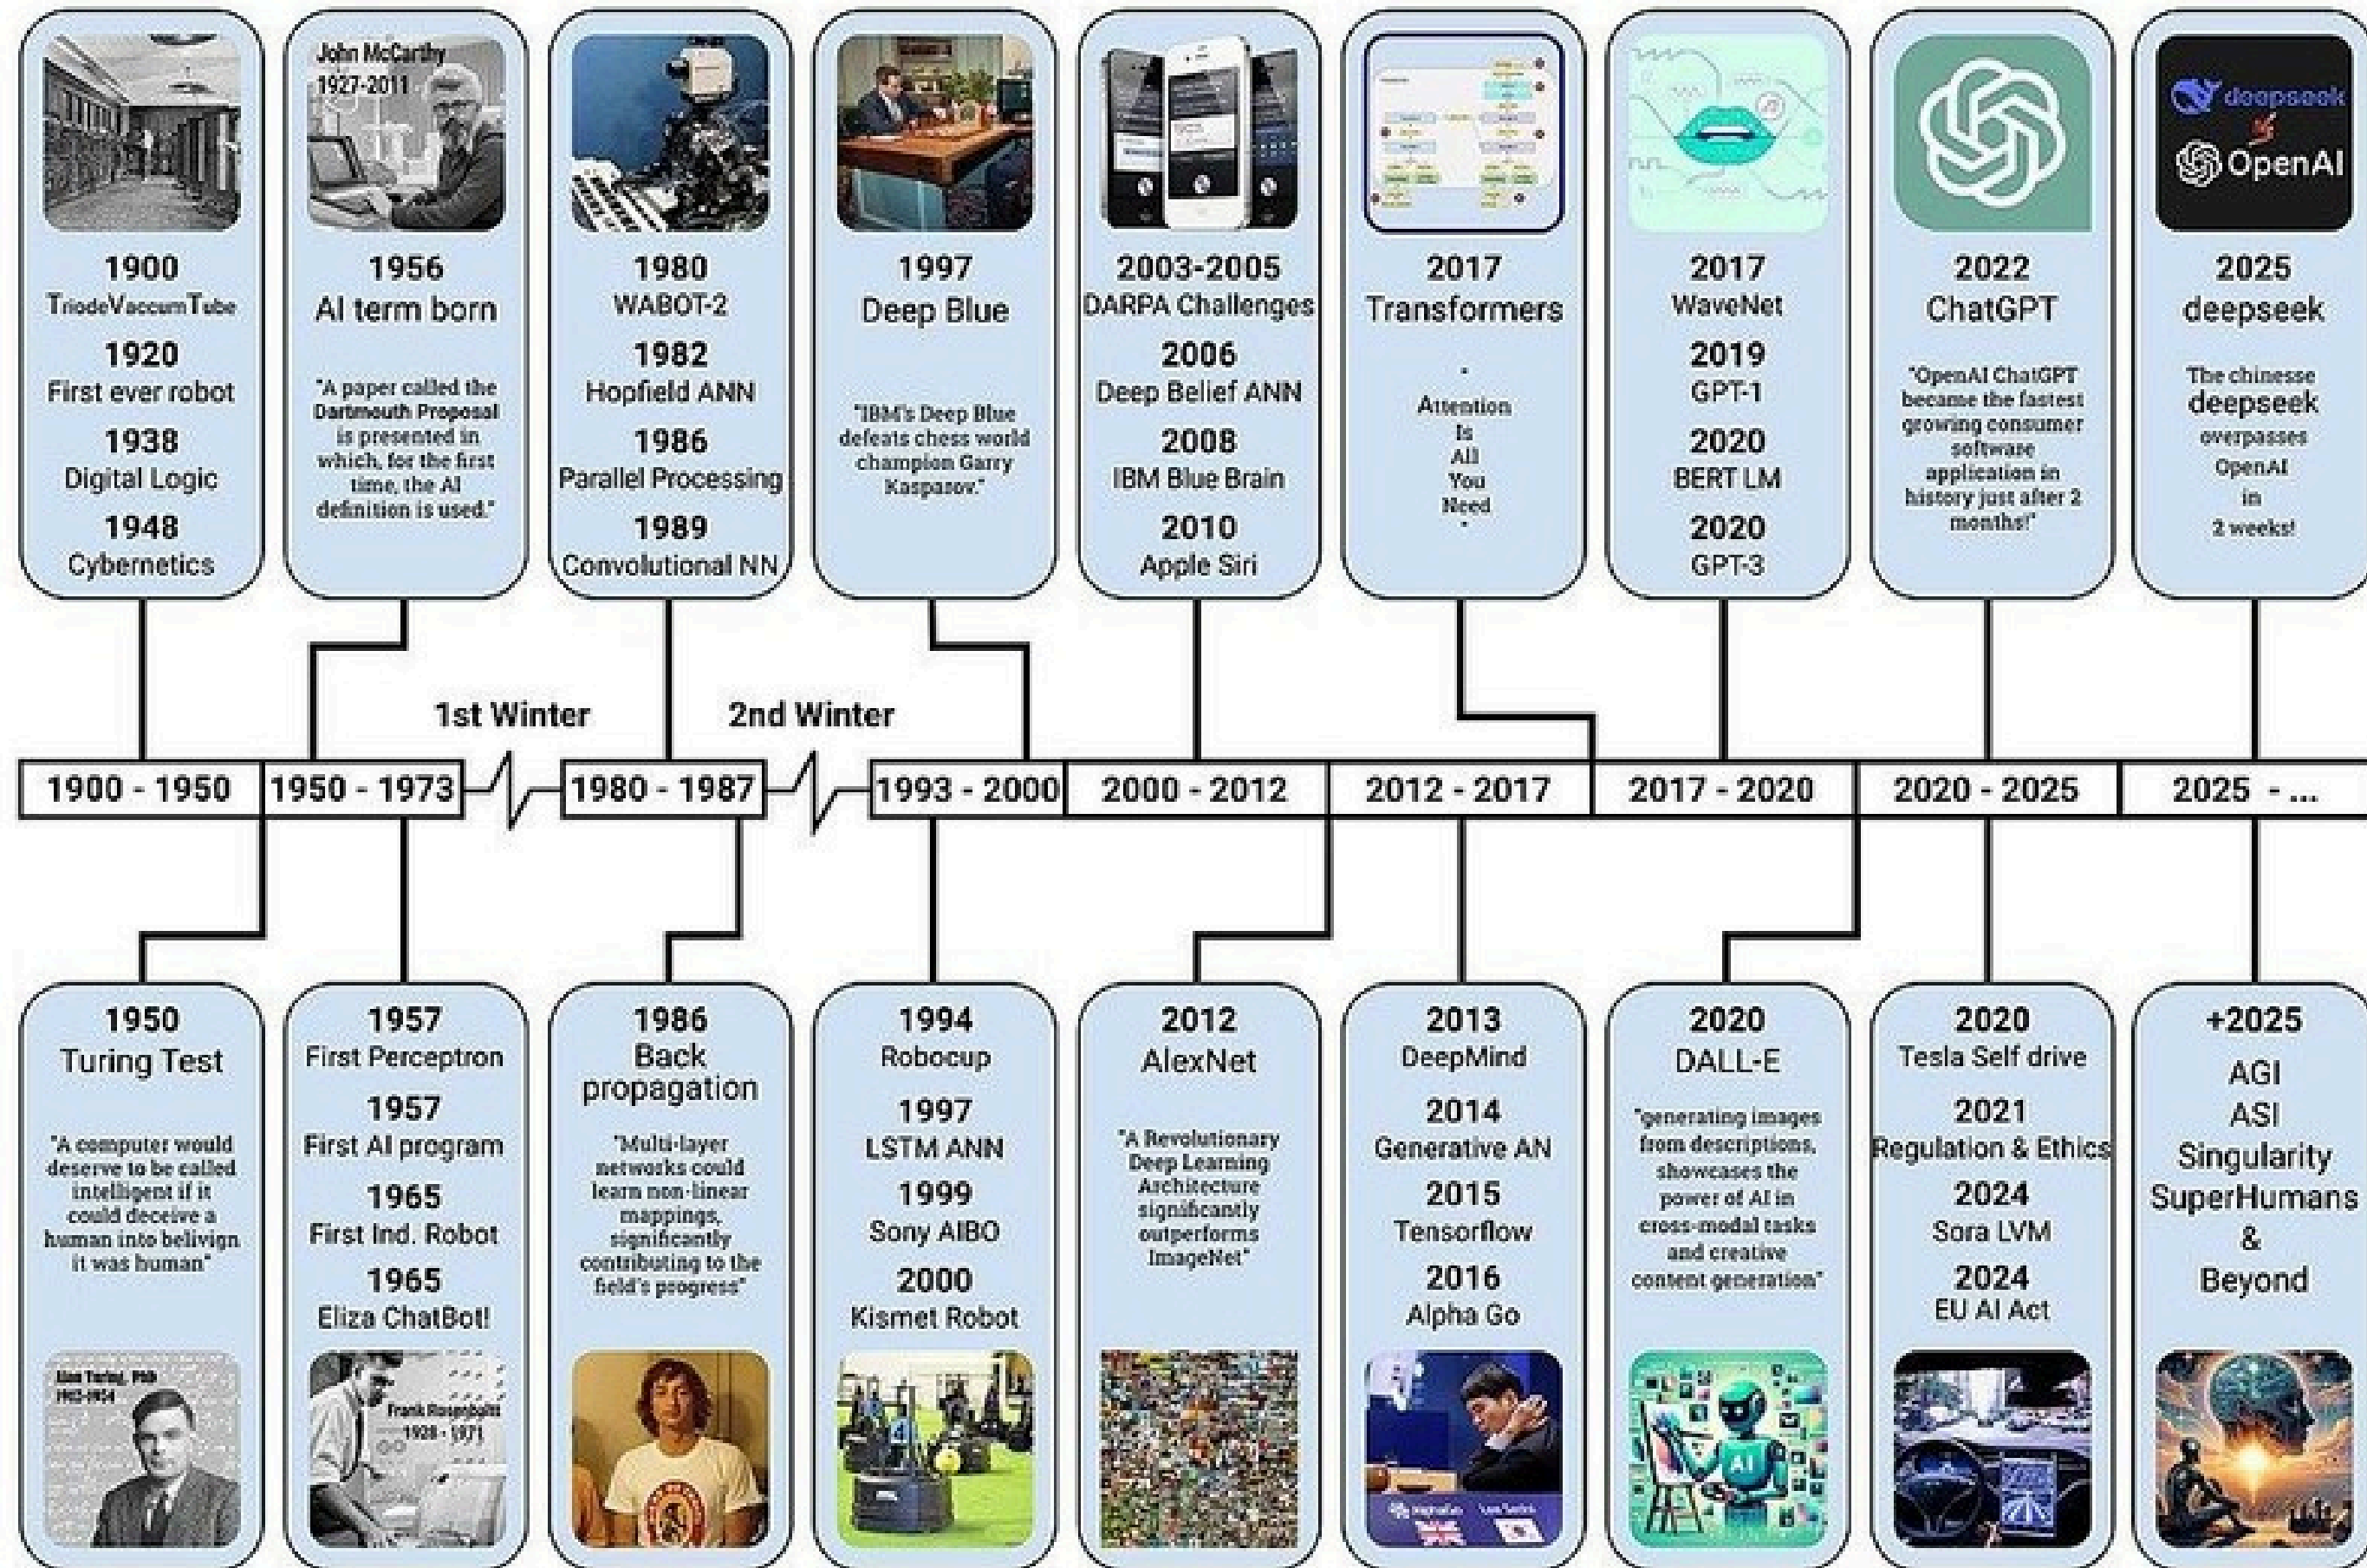 John McCarthy
1927-2011
deepseek
VS
OpenAI
1900
TriodeVaccumTube
1920
First ever robot
1938
Digital Logic
1948
Cybernetics
1956
AI term born
"A paper called the
Dartmouth Proposal
is presented in
which, for the first
time, the AI
definition is used."
1980
WABOT-2
1982
Hopfield ANN
1986
Parallel Processing
1989
Convolutional NN
1997
Deep Blue
"IBM's Deep Blue
defeats chess world
champion Garry
Kasparov."
2003-2005
DARPA Challenges
2006
Deep Belief ANN
2008
IBM Blue Brain
2010
Apple Siri
2017
Transformers
"
Attention
Is
All
You
Need
"
2017
WaveNet
2019
GPT-1
2020
BERT LM
2020
GPT-3
2022
ChatGPT
"OpenAI ChatGPT
became the fastest
growing consumer
software
application in
history just after 2
months!"
2025
deepseek
The chinesse
deepseek
overpasses
OpenAI
in
2 weeks!
1st Winter
2nd Winter
1900 - 1950
1950 - 1973
1980 - 1987
1993 - 2000
2000 - 2012
2012 - 2017
2017 - 2020
2020 - 2025
2025 - ...
1950
Turing Test
"A computer would
deserve to be called
intelligent if it
could deceive a
human into belivign
it was human"
Alan Turing, PhD
1912-1954
1957
First Perceptron
1957
First AI program
1965
First Ind. Robot
1965
Eliza ChatBot!
Frank Rosenblatt
1928 - 1971
1986
Back
propagation
"Multi-layer
networks could
learn non-linear
mappings,
significantly
contributing to the
field's progress"
1994
Robocup
1997
LSTM ANN
1999
Sony AIBO
2000
Kismet Robot
4
2012
AlexNet
"A Revolutionary
Deep Learning
Architecture
significantly
outperforms
ImageNet"
2013
DeepMind
2014
Generative AN
2015
Tensorflow
2016
Alpha Go
AlphaGo
Lee Sedol
2020
DALL-E
"generating images
from descriptions,
showcases the
power of AI in
cross-modal tasks
and creative
content generation"
AI
2020
Tesla Self drive
2021
Regulation & Ethics
2024
Sora LVM
2024
EU AI Act
+2025
AGI
ASI
Singularity
SuperHumans
&
Beyond